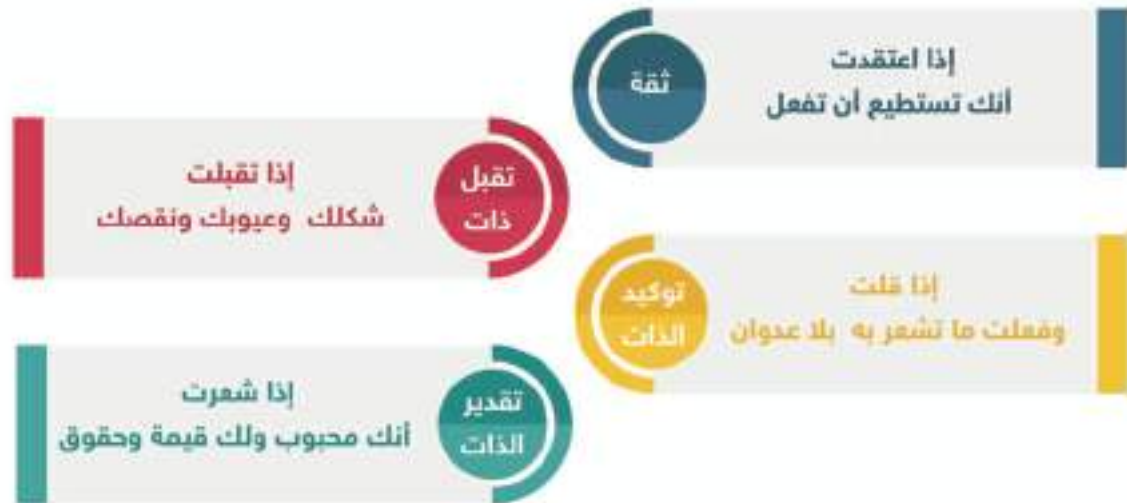 إذا اعتقدت
أنك تستطيع أن تفعل
ثقة
إذا تقبلت
شكلك وعيوبك ونقصك
تقبل
ذات
إذا قلت
وفعلت ما تشعر به بلا عدوان
توكيد
الذات
إذا شعرت
أنك محبوب ولك قيمة وحقوق
تقدير
الذات